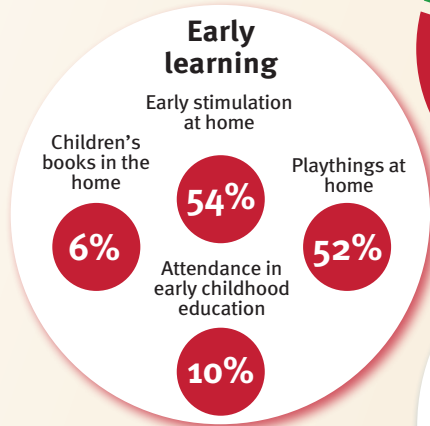 Early
learning
Early stimulation
at home
54%
Children’s
books in the
home
6%
Playthings at
home
52%
Attendance in
early childhood
education
10%